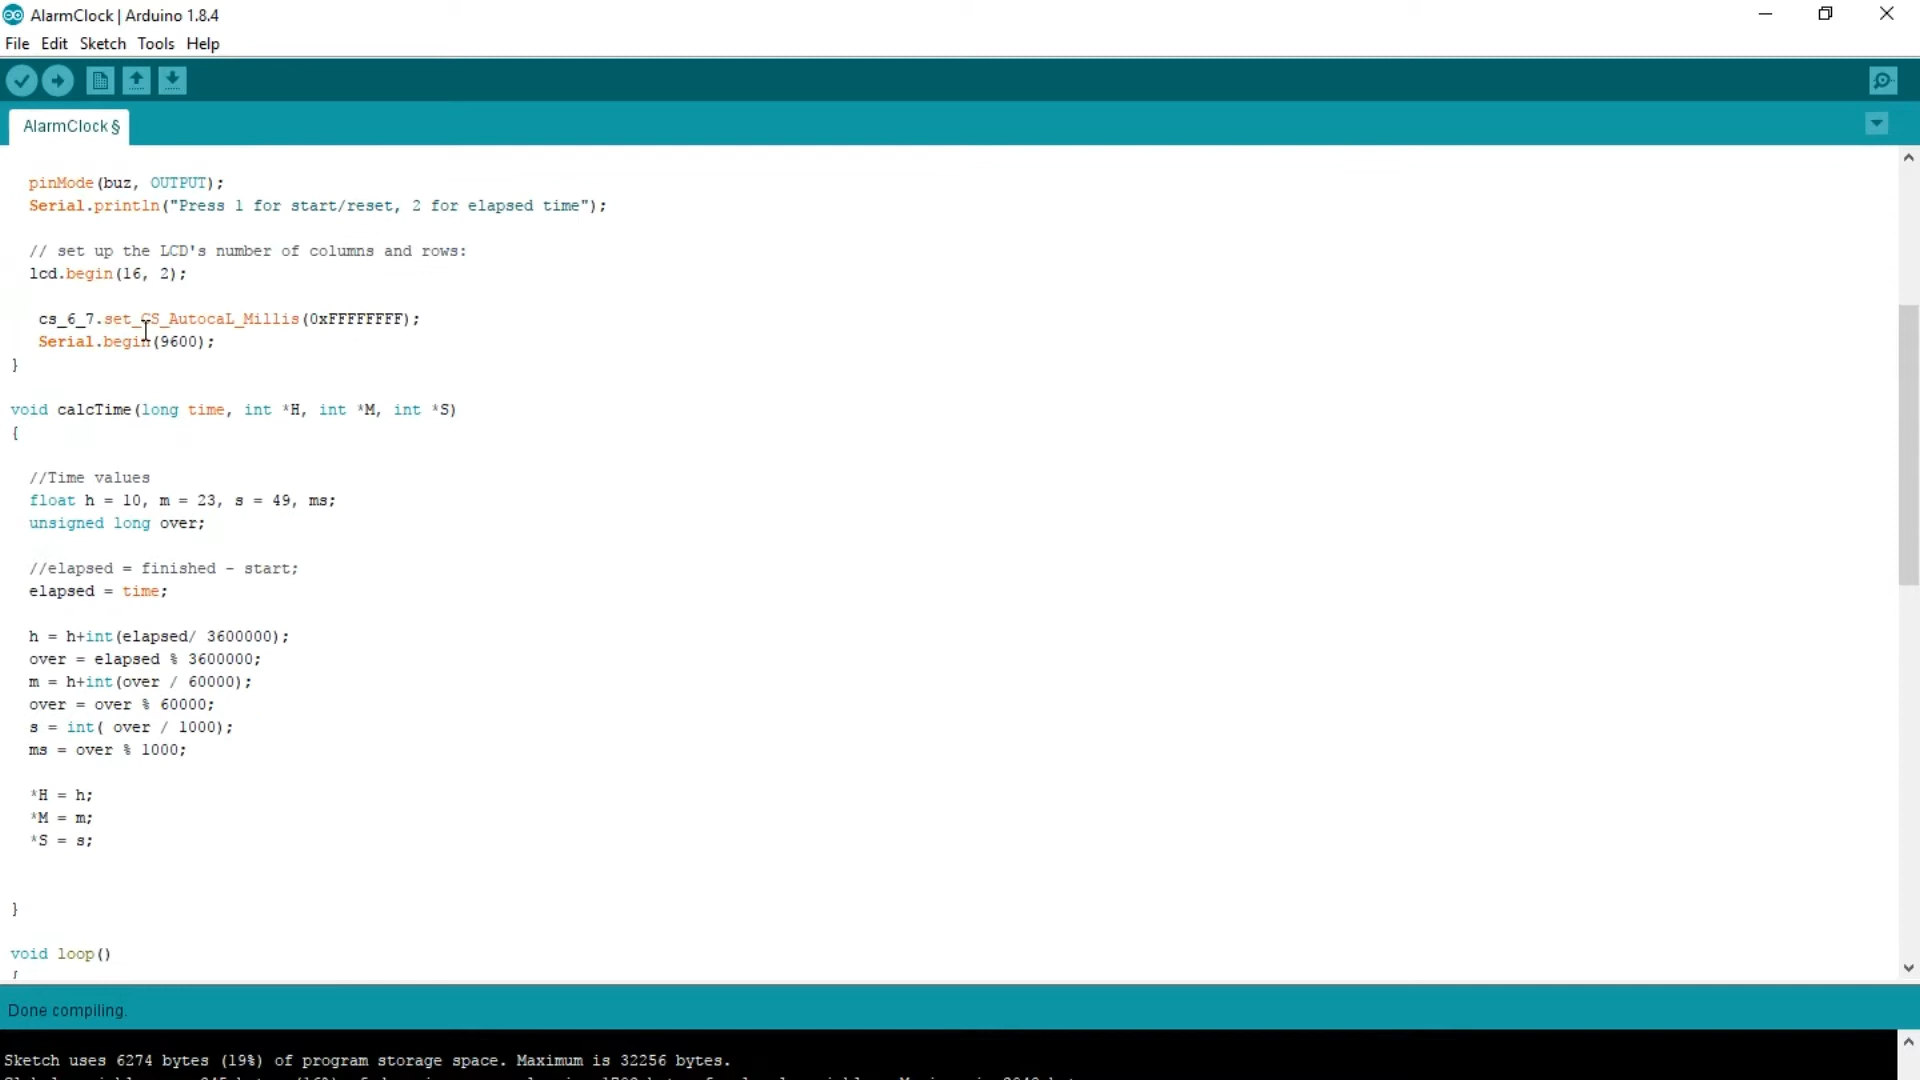 AlarmClock | Arduino 1.8.4
File Edit Sketch Tools Help
AlarmClock §
pinMode(buz, OUTPUT);
Serial.println("Press 1 for start/reset, 2 for elapsed time");
// set up the LCD's number of columns and rows:
lcd.begin(16, 2);
cs_6_7.set_CS_AutocaL_Millis(0xFFFFFFFF);
Serial.begin(9600);
}
void calcTime(long time, int *H, int *M, int *S)
{
//Time values
float h = 10, m = 23, s = 49, ms;
unsigned long over;
//elapsed = finished - start;
elapsed = time;
h = h+int(elapsed/ 3600000);
over = elapsed % 3600000;
m = h+int(over / 60000);
over = over % 60000;
s = int( over / 1000);
ms = over % 1000;
*H = h;
*M = m;
*S = s;
}
void loop()
{
Done compiling.
Sketch uses 6274 bytes (19%) of program storage space. Maximum is 32256 bytes.